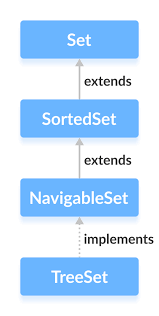 Set
extends
SortedSet
extends
NavigableSet
implements
TreeSet